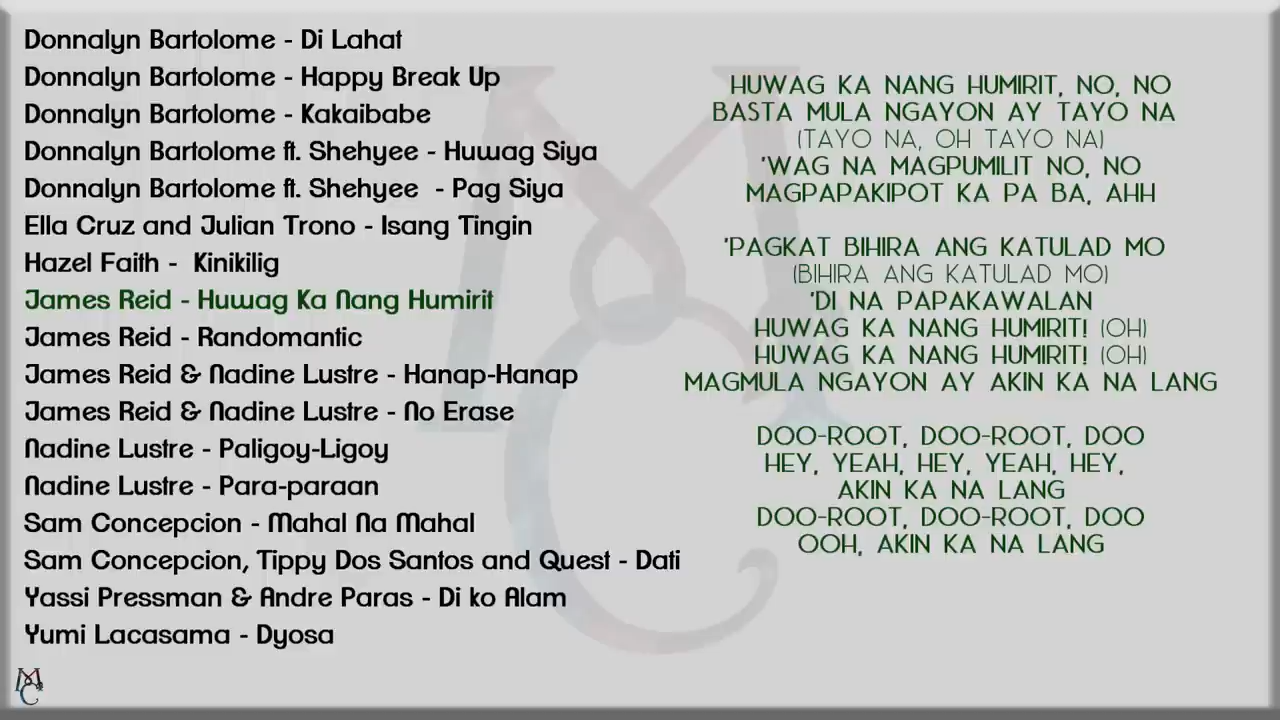 Donnalyn Bartolome - Di Lahat
Donnalyn Bartolome - Happy Break Up
Donnalyn Bartolome - Kakaibabe
Donnalyn Bartolome ft. Shehyee - Huwag Siya
Donnalyn Bartolome ft. Shehyee - Pag Siya
Ella Cruz and Julian Trono - Isang Tingin
Hazel Faith - Kinikilig
James Reid - Huwag Ka Nang Humirit
James Reid - Randomantic
James Reid & Nadine Lustre - Hanap-Hanap
James Reid & Nadine Lustre - No Erase
Nadine Lustre - Paligoy-Ligoy
Nadine Lustre - Para-paraan
Sam Concepcion - Mahal Na Mahal
Sam Concepcion, Tippy Dos Santos and Quest - Dati
Yassi Pressman & Andre Paras - Di ko Alam
Yumi Lacasama - Dyosa
HUWAG KA NANG HUMIRIT, NO, NO
BASTA MULA NGAYON AY TAYO NA
(TAYO NA, OH TAYO NA)
'WAG NA MAGPUMILIT NO, NO
MAGPAPAKIPOT KA PA BA, AHH
'PAGKAT BIHIRA ANG KATULAD MO
(BIHIRA ANG KATULAD MO)
'DI NA PAPAKAWALAN
HUWAG KA NANG HUMIRIT! (OH)
HUWAG KA NANG HUMIRIT! (OH)
MAGMULA NGAYON AY AKIN KA NA LANG
DOO-ROOT, DOO-ROOT, DOO
HEY, YEAH, HEY, YEAH, HEY,
AKIN KA NA LANG
DOO-ROOT, DOO-ROOT, DOO
OOH, AKIN KA NA LANG
MC